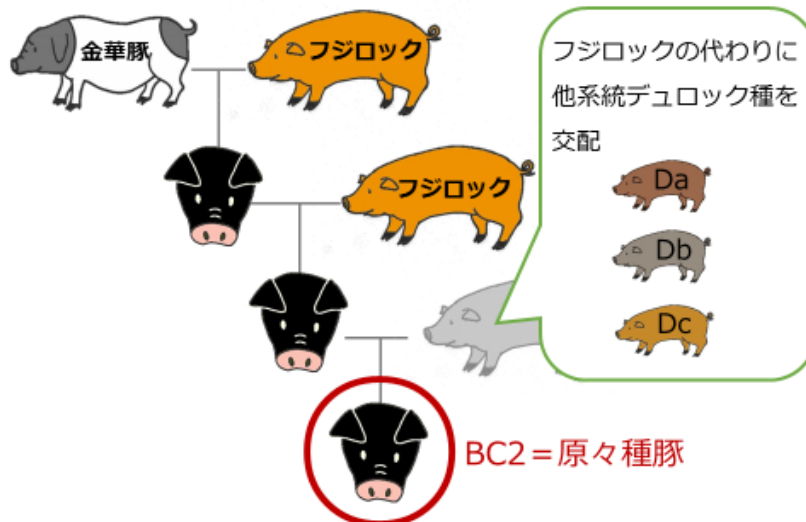 金華豚
フジロック
フジロックの代わりに
他系統デュロック種を
交配
Da
フジロック
Db
Dc
BC2=原々種豚